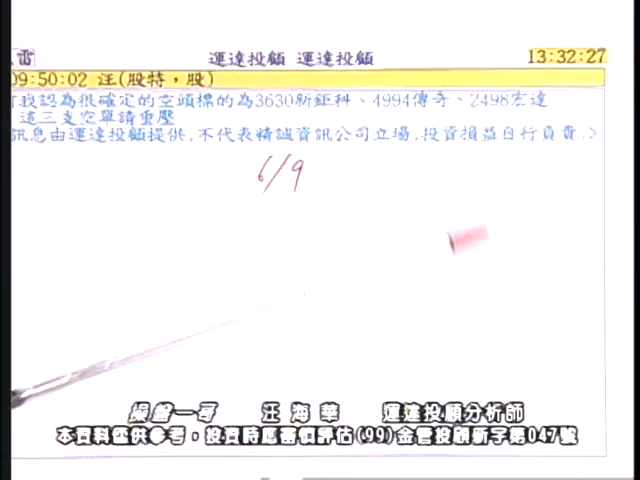 雷 運達投顧 運達投顧 13:32:27
09:50:02 汪(股特，股)
我認為很確定的空頭標的為3630新鉅科、4994傳奇、2498宏達
這三支空單請重壓
訊息由運達投顧提供,不代表精誠資訊公司立場,投資損益自行負責.>
6/9
操盤一哥 汪海華 運達投顧分析師
本資料僅供參考，投資時應審慎評估(99)金管投顧新字第047號